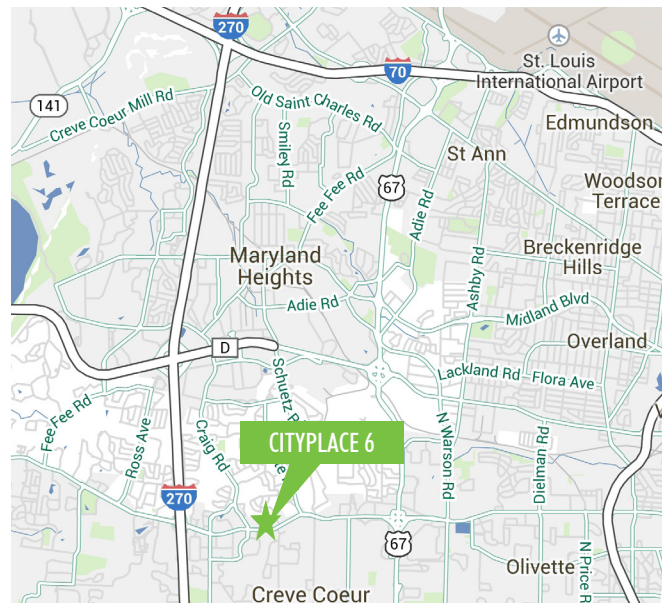 270
70
St. Louis
International Airport
141
Creve Coeur Mill Rd
Old Saint Charles Rd
Smiley Rd
Edmundson
St Ann
67
Fee Fee Rd
Adie Rd
Woodson
Terrace
Maryland
Heights
Ashby Rd
Breckenridge
Hills
Adie Rd
Midland Blvd
Overland
D
Lackland Rd
Flora Ave
Schuetz
Fee Fee Rd
Ross Ave
Craig Rd
N Warson Rd
Dielman Rd
CITYPLACE 6
270
67
Olivette
N Price R
Creve Coeur